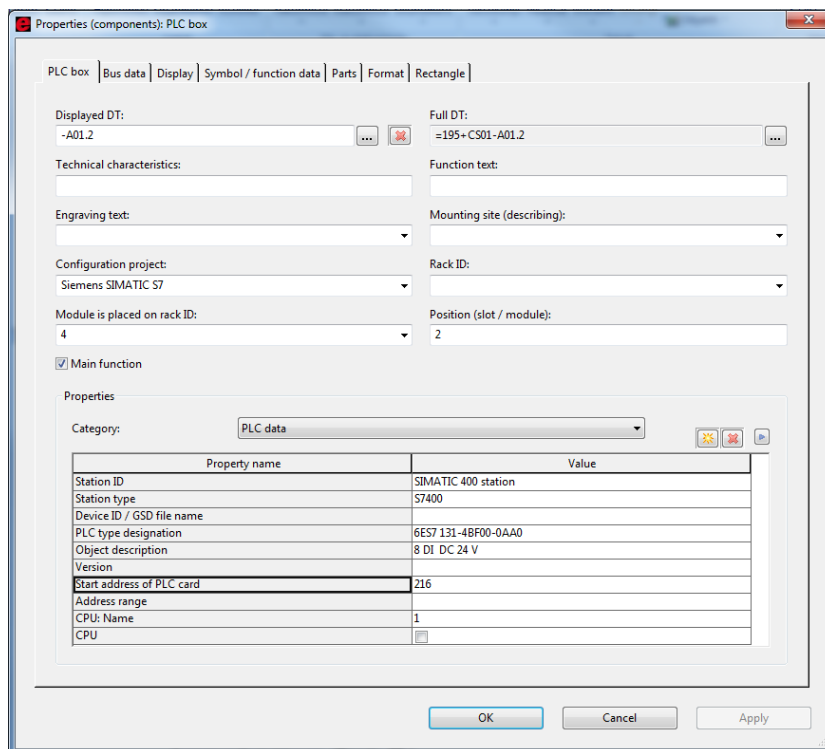 Properties (components): PLC box
PLC box Bus data Display Symbol / function data Parts Format Rectangle
Displayed DT: Full DT:
-A01.2 ... =195+CS01-A01.2 ...
Technical characteristics: Function text:
Engraving text: Mounting site (describing):
Configuration project: Rack ID:
Siemens SIMATIC S7
Module is placed on rack ID: Position (slot / module):
4 2
Main function
Properties
Category: PLC data
Property name Value
Station ID SIMATIC 400 station
Station type S7400
Device ID / GSD file name
PLC type designation 6ES7 131-4BF00-0AA0
Object description 8 DI DC 24 V
Version
Start address of PLC card 216
Address range
CPU: Name 1
CPU
OK Cancel Apply